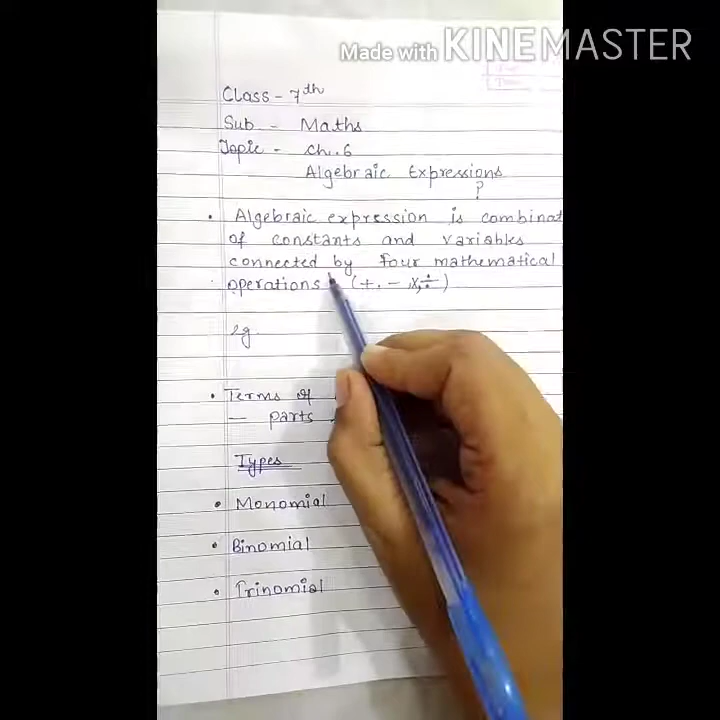 Made with KINEMASTER
Class - 7th
Sub - Maths
Topic - Ch. 6
Algebraic Expressions
?
• Algebraic expression is combinat
of constants and variables
connected by four mathematical
operations (+, -, x, ÷)
eg.
• Terms of
- parts
Types
• Monomial
• Binomial
• Trinomial